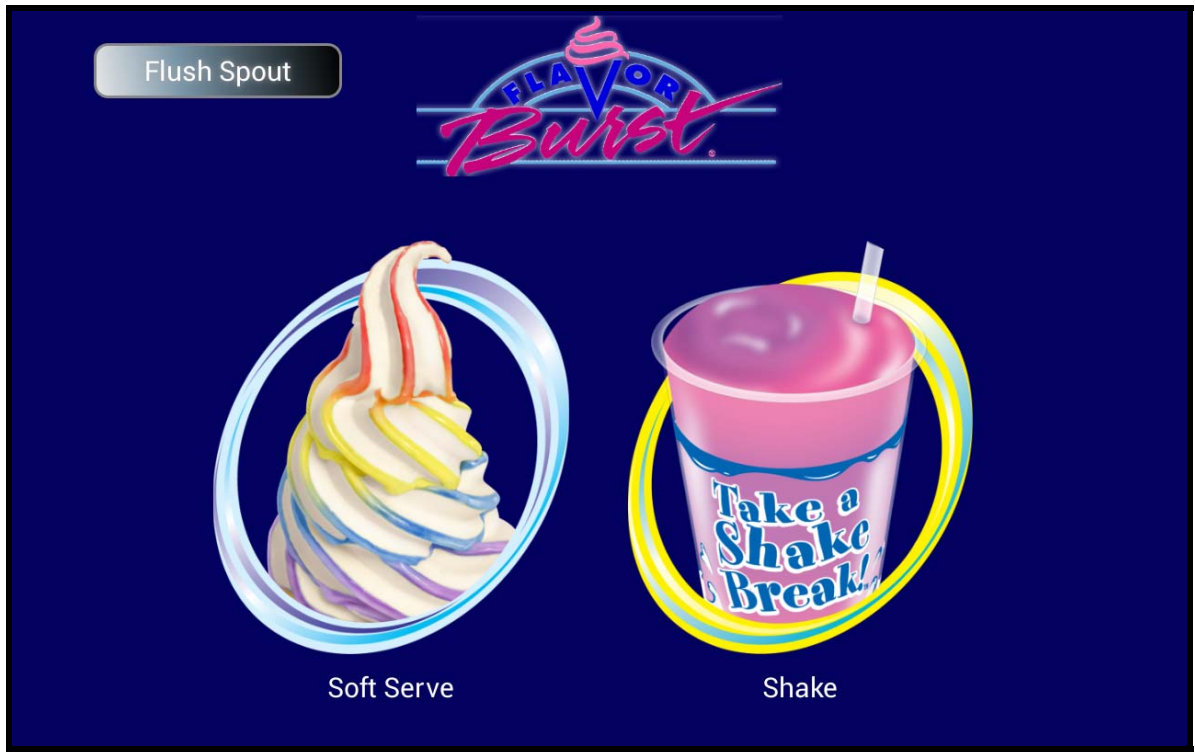 Flush Spout
FLAVOR
Burst®
Take a
Shake
Break!
Soft Serve
Shake